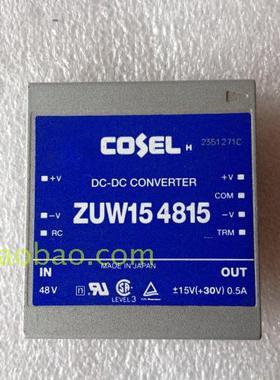 COSEL H 2351271C
+V DC-DC CONVERTER +V
COM
ZUW15 4815
-V -V
RC TRM
MADE IN JAPAN
IN OUT
48V LEVEL 3 ±15V(+30V) 0.5A
aobao.com